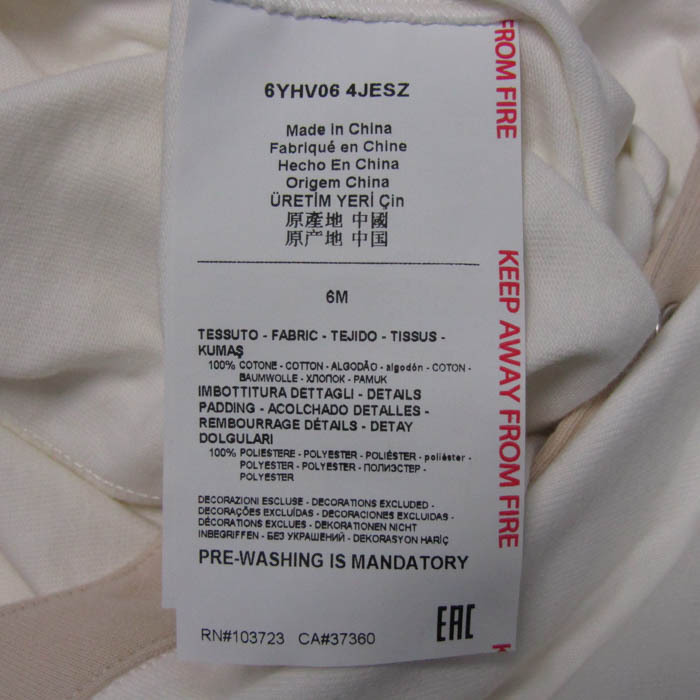 6YHV06 4JESZ
Made in China
Fabriqué en Chine
Hecho En China
Origem China
ÜRETİM YERİ Çin
原產地 中國
原产地 中国
6M
TESSUTO - FABRIC - TEJIDO - TISSUS -
KUMAŞ
100% COTONE - COTTON - ALGODÃO - algodón - COTON -
BAUMWOLLE - ХЛОПОК - PAMUK
IMBOTTITURA DETTAGLI - DETAILS
PADDING - ACOLCHADO DETALLES -
REMBOURRAGE DÉTAILS - DETAY
DOLGULARI
100% POLIESTERE - POLYESTER - POLIÉSTER - poliéster -
POLYESTER - POLYESTER - ПОЛИЭСТЕР -
POLYESTER
DECORAZIONI ESCLUSE - DECORATIONS EXCLUDED -
DECORAÇÕES EXCLUÍDAS - DECORACIONES EXCLUIDAS -
DÉCORATIONS EXCLUES - DEKORATIONEN NICHT
INBEGRIFFEN - БЕЗ УКРАШЕНИЙ - DEKORASYON HARİÇ
PRE-WASHING IS MANDATORY
RN#103723 CA#37360
EAC
FROM FIRE
KEEP AWAY FROM FIRE
K